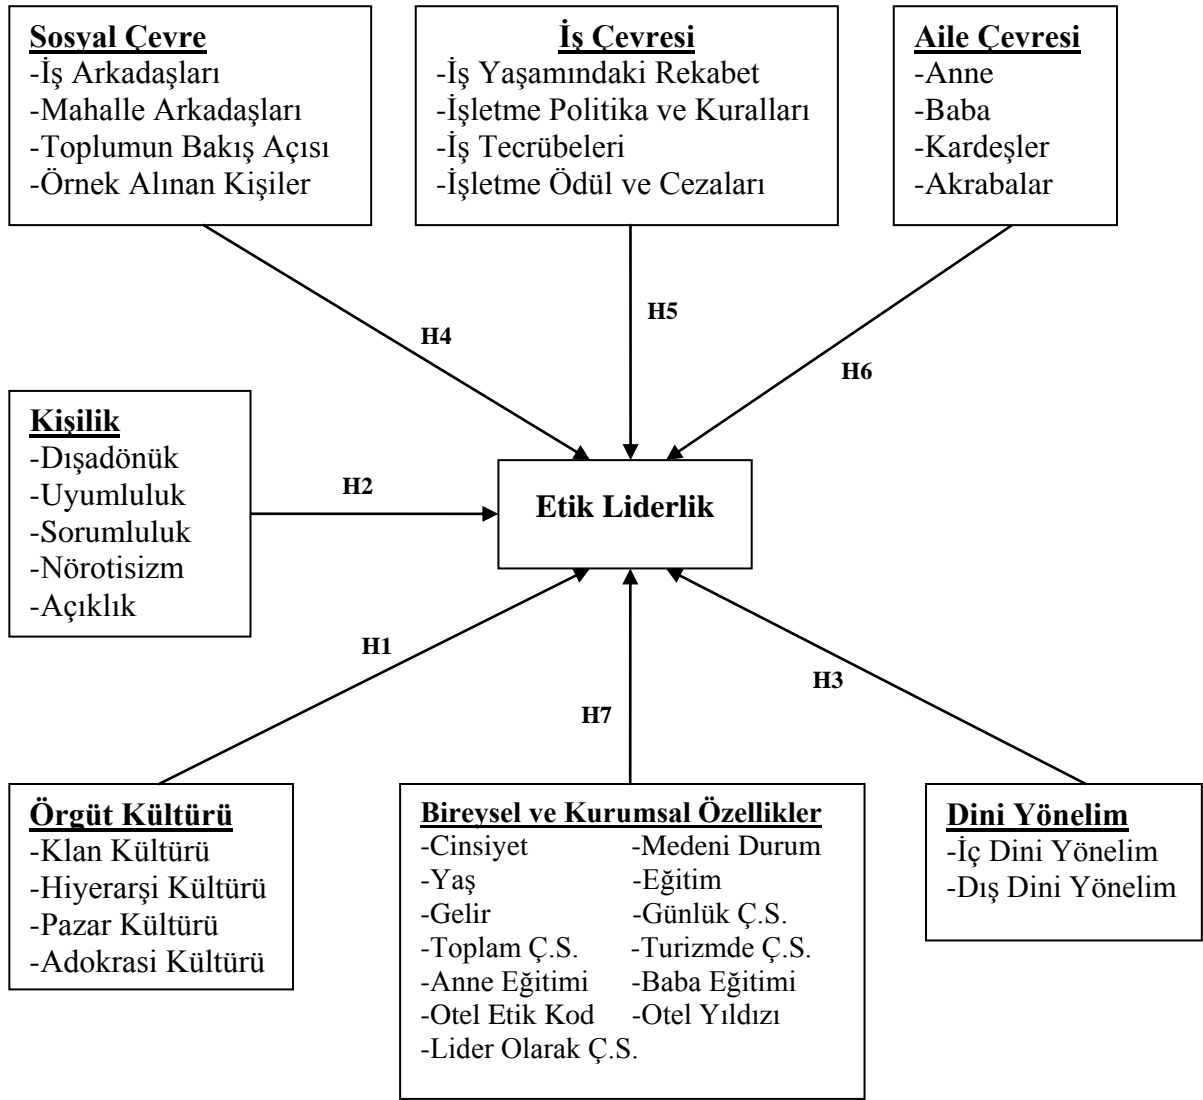 Sosyal Çevre
-İş Arkadaşları
-Mahalle Arkadaşları
-Toplumun Bakış Açısı
-Örnek Alınan Kişiler
İş Çevresi
-İş Yaşamındaki Rekabet
-İşletme Politika ve Kuralları
-İş Tecrübeleri
-İşletme Ödül ve Cezaları
Aile Çevresi
-Anne
-Baba
-Kardeşler
-Akrabalar
H4
H5
H6
Kişilik
-Dışadönük
-Uyumluluk
-Sorumluluk
-Nörotisizm
-Açıklık
H2
Etik Liderlik
H1
H7
H3
Örgüt Kültürü
-Klan Kültürü
-Hiyerarşi Kültürü
-Pazar Kültürü
-Adokrasi Kültürü
Bireysel ve Kurumsal Özellikler
-Cinsiyet -Medeni Durum
-Yaş -Eğitim
-Gelir -Günlük Ç.S.
-Toplam Ç.S. -Turizmde Ç.S.
-Anne Eğitimi -Baba Eğitimi
-Otel Etik Kod -Otel Yıldızı
-Lider Olarak Ç.S.
Dini Yönelim
-İç Dini Yönelim
-Dış Dini Yönelim